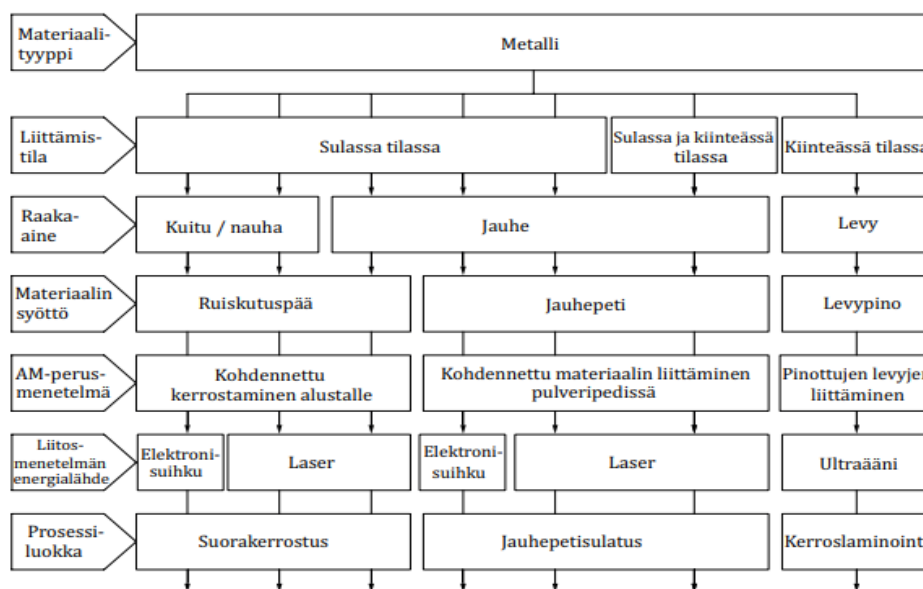 Materiaali-
tyyppi
Metalli
Liittämis-
tila
Sulassa tilassa
Sulassa ja kiinteässä
tilassa
Kiinteässä tilassa
Raaka-
aine
Kuitu / nauha
Jauhe
Levy
Materiaalin
syöttö
Ruiskutuspää
Jauhepeti
Levypino
AM-perus-
menetelmä
Kohdennettu
kerrostaminen alustalle
Kohdennettu materiaalin liittäminen
pulveripedissä
Pinottujen levyjen
liittäminen
Liitos-
menetelmän
energialähde
Elektroni-
suihku
Laser
Elektroni-
suihku
Laser
Ultraääni
Prosessi-
luokka
Suorakerrostus
Jauhepetisulatus
Kerroslaminoint